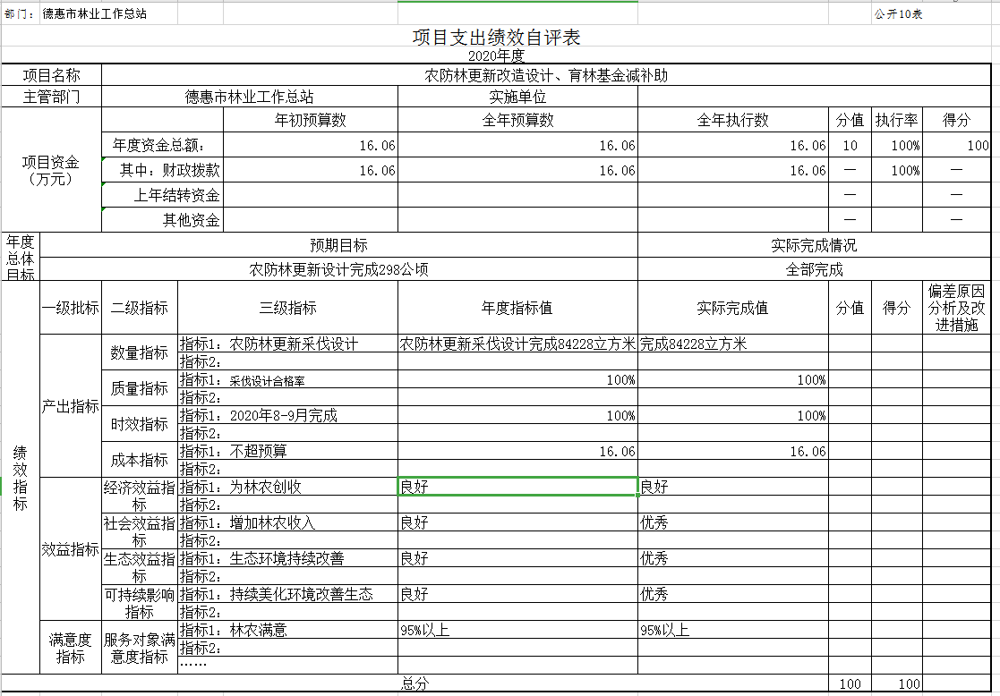 部门： 德惠市林业工作总站 公开10表
项目支出绩效自评表
2020年度
项目名称 农防林更新改造设计、育林基金减补助
主管部门 德惠市林业工作总站 实施单位
项目资金（万元） 年初预算数 全年预算数 全年执行数 分值 执行率 得分
年度资金总额： 16.06 16.06 16.06 10 100% 100
其中：财政拨款 16.06 16.06 16.06 — 100% —
上年结转资金 — —
其他资金 — —
年度总体目标 预期目标 实际完成情况
农防林更新设计完成298公顷 全部完成
绩效指标 一级批标 二级指标 三级指标 年度指标值 实际完成值 分值 得分 偏差原因分析及改进措施
产出指标 数量指标 指标1：农防林更新采伐设计 农防林更新采伐设计完成84228立方米 完成84228立方米
指标2：
质量指标 指标1：采伐设计合格率 100% 100%
指标2：
时效指标 指标1：2020年8-9月完成 100% 100%
指标2：
成本指标 指标1：不超预算 16.06 16.06
指标2：
效益指标 经济效益指标 指标1：为林农创收 良好 良好
指标2：
社会效益指标 指标1：增加林农收入 良好 优秀
指标2：
生态效益指标 指标1：生态环境持续改善 良好 优秀
指标2：
可持续影响指标 指标1：持续美化环境改善生态 良好 优秀
指标2：
满意度指标 服务对象满意度指标 指标1：林农满意 95%以上 95%以上
指标2：
……
总分 100 100